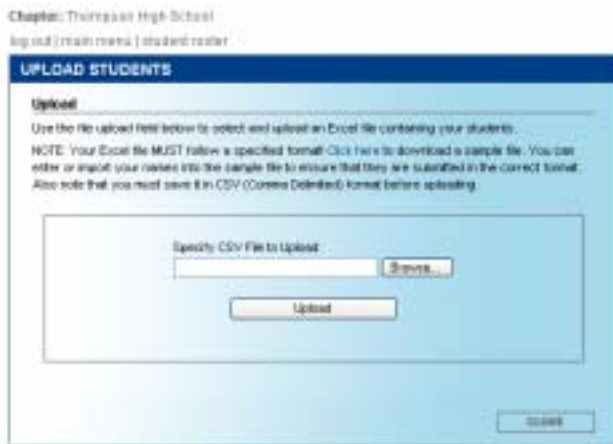 Chapter: Thompson High School
log out | main menu | student roster
UPLOAD STUDENTS
Upload
Use the file upload field below to select and upload an Excel file containing your students.
NOTE: Your Excel file MUST follow a specified format! Click here to download a sample file. You can
enter or import your names into the sample file to ensure that they are submitted in the correct format.
Also note that you must save it in CSV (Comma Delimited) format before uploading.
Specify CSV File to Upload:
Browse...
Upload
CLOSE